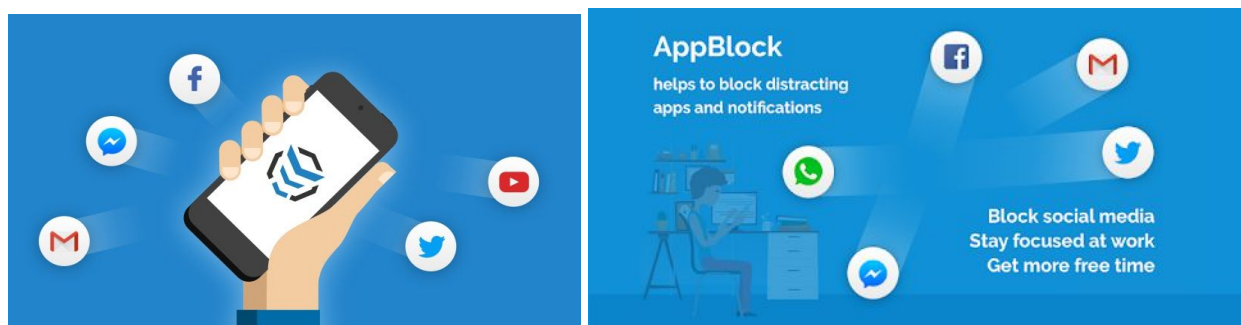 AppBlock
helps to block distracting
apps and notifications
Block social media
Stay focused at work
Get more free time